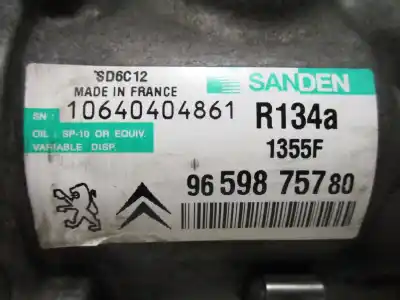 SD6C12
MADE IN FRANCE
SANDEN
SN : 10640404861
R134a
OIL : SP-10 OR EQUIV.
VARIABLE DISP.
1355F
96 598 757 80